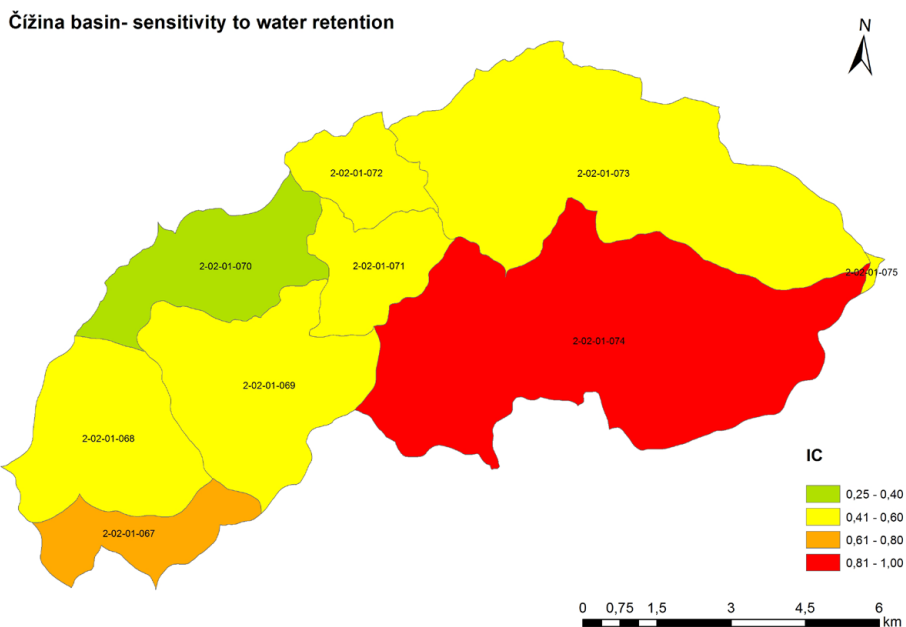 Čížina basin- sensitivity to water retention
N
2-02-01-072
2-02-01-073
2-02-01-070
2-02-01-071
2-02-01-075
2-02-01-074
2-02-01-069
2-02-01-068
2-02-01-067
IC
0,25 - 0,40
0,41 - 0,60
0,61 - 0,80
0,81 - 1,00
0 0,75 1,5 3 4,5 6
km